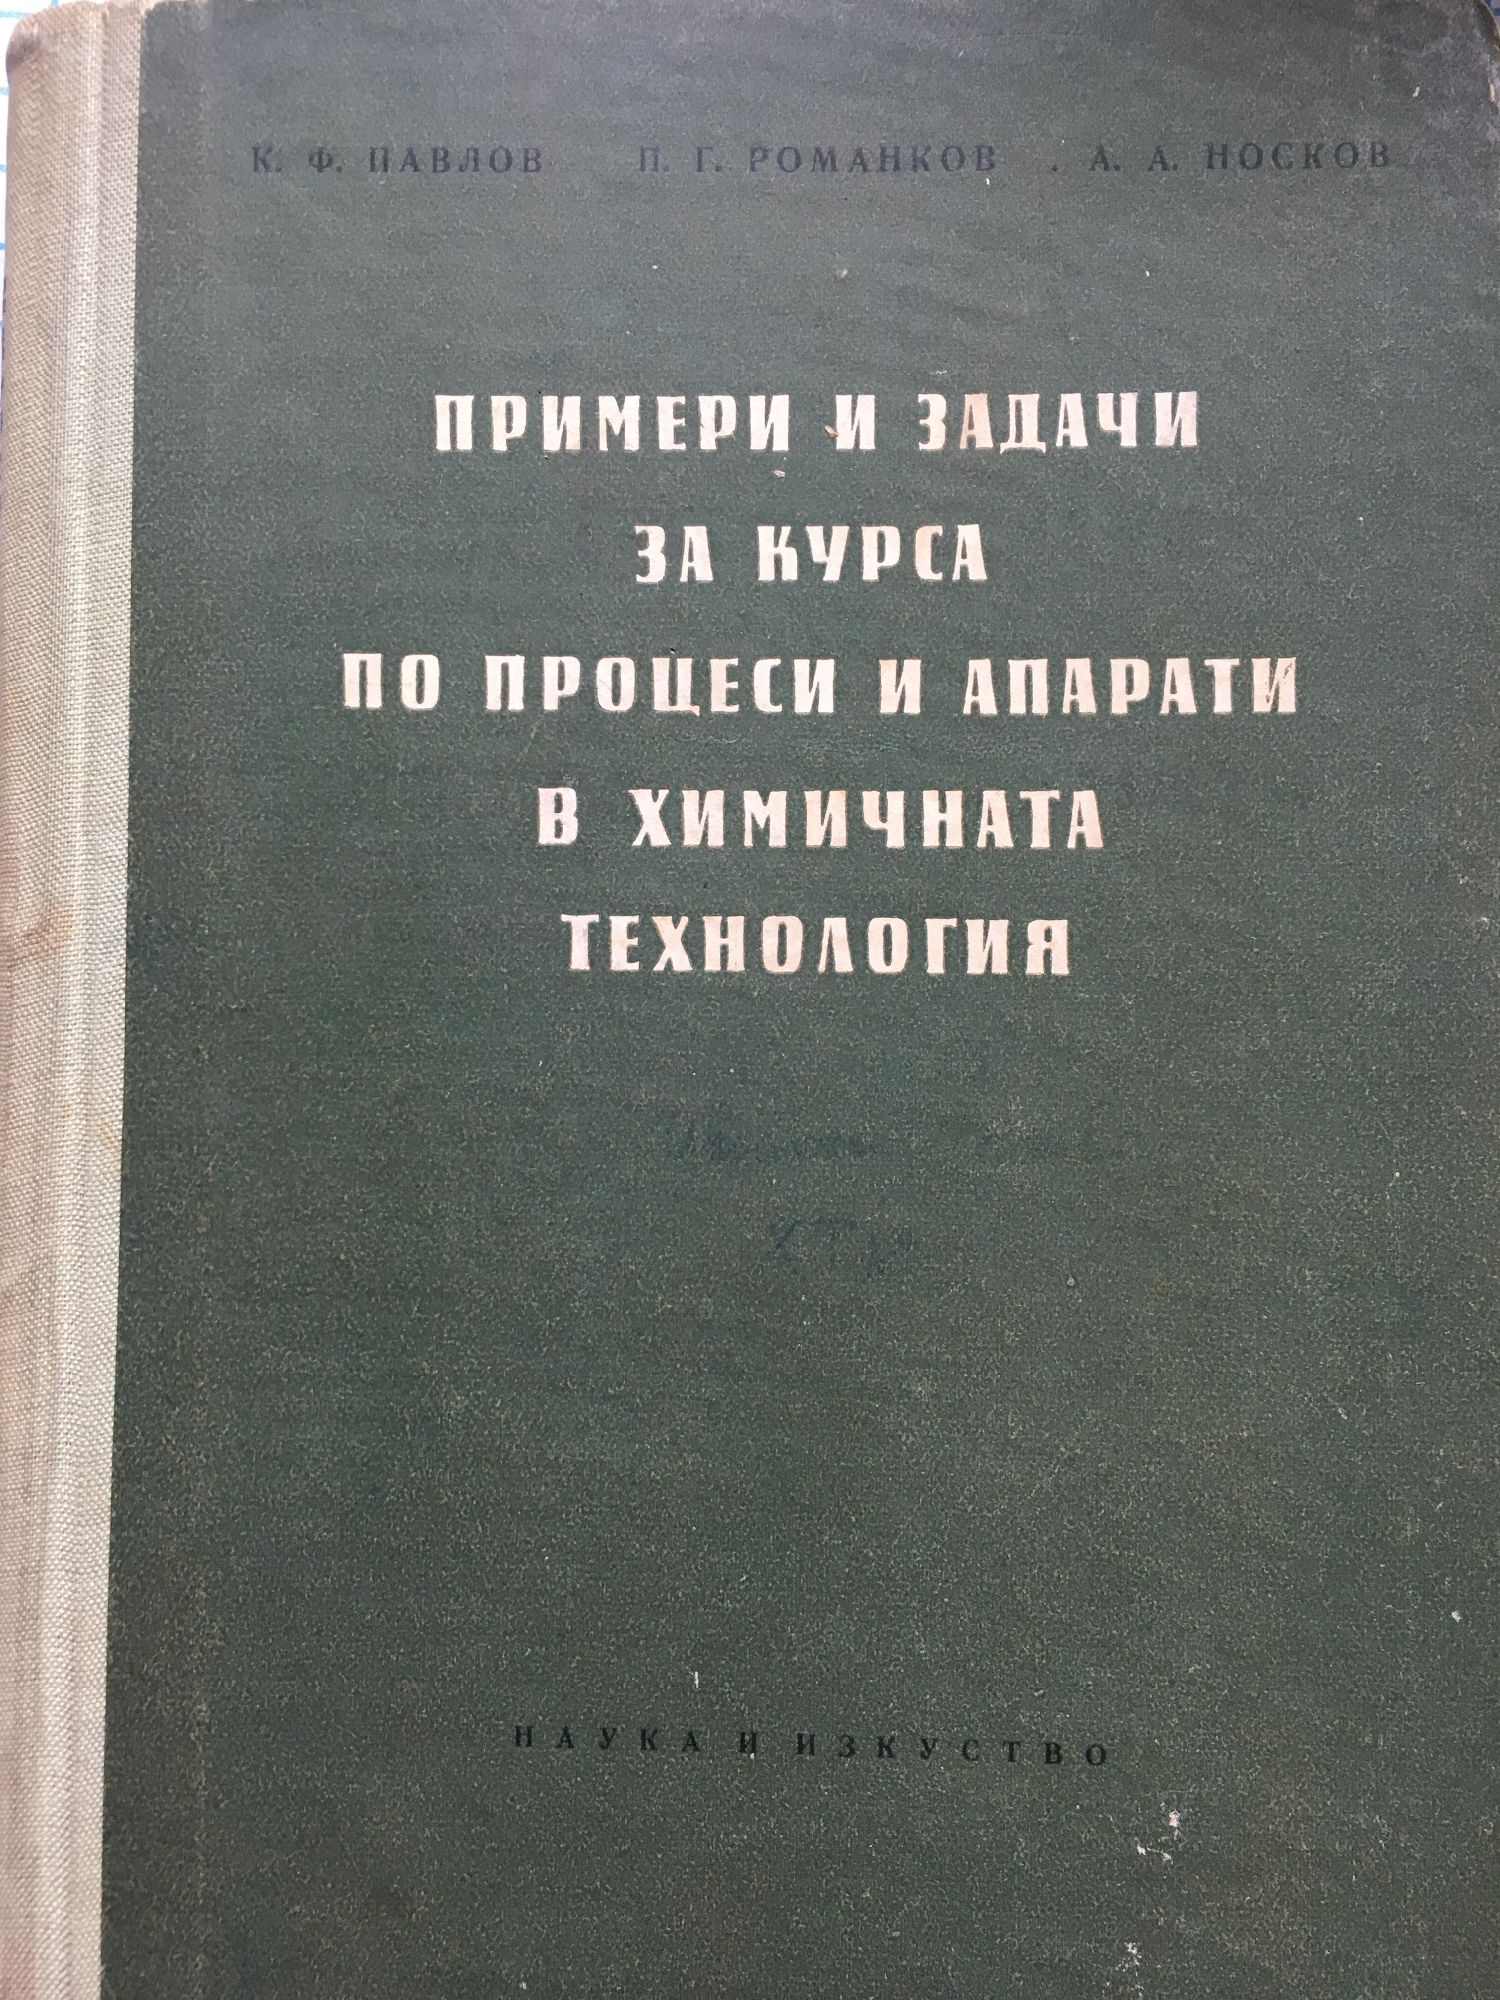 К. Ф. ПАВЛОВ П. Г. РОМАНКОВ А. А. НОСКОВ
ПРИМЕРИ И ЗАДАЧИ
ЗА КУРСА
ПО ПРОЦЕСИ И АПАРАТИ
В ХИМИЧНАТА
ТЕХНОЛОГИЯ
НАУКА И ИЗКУСТВО